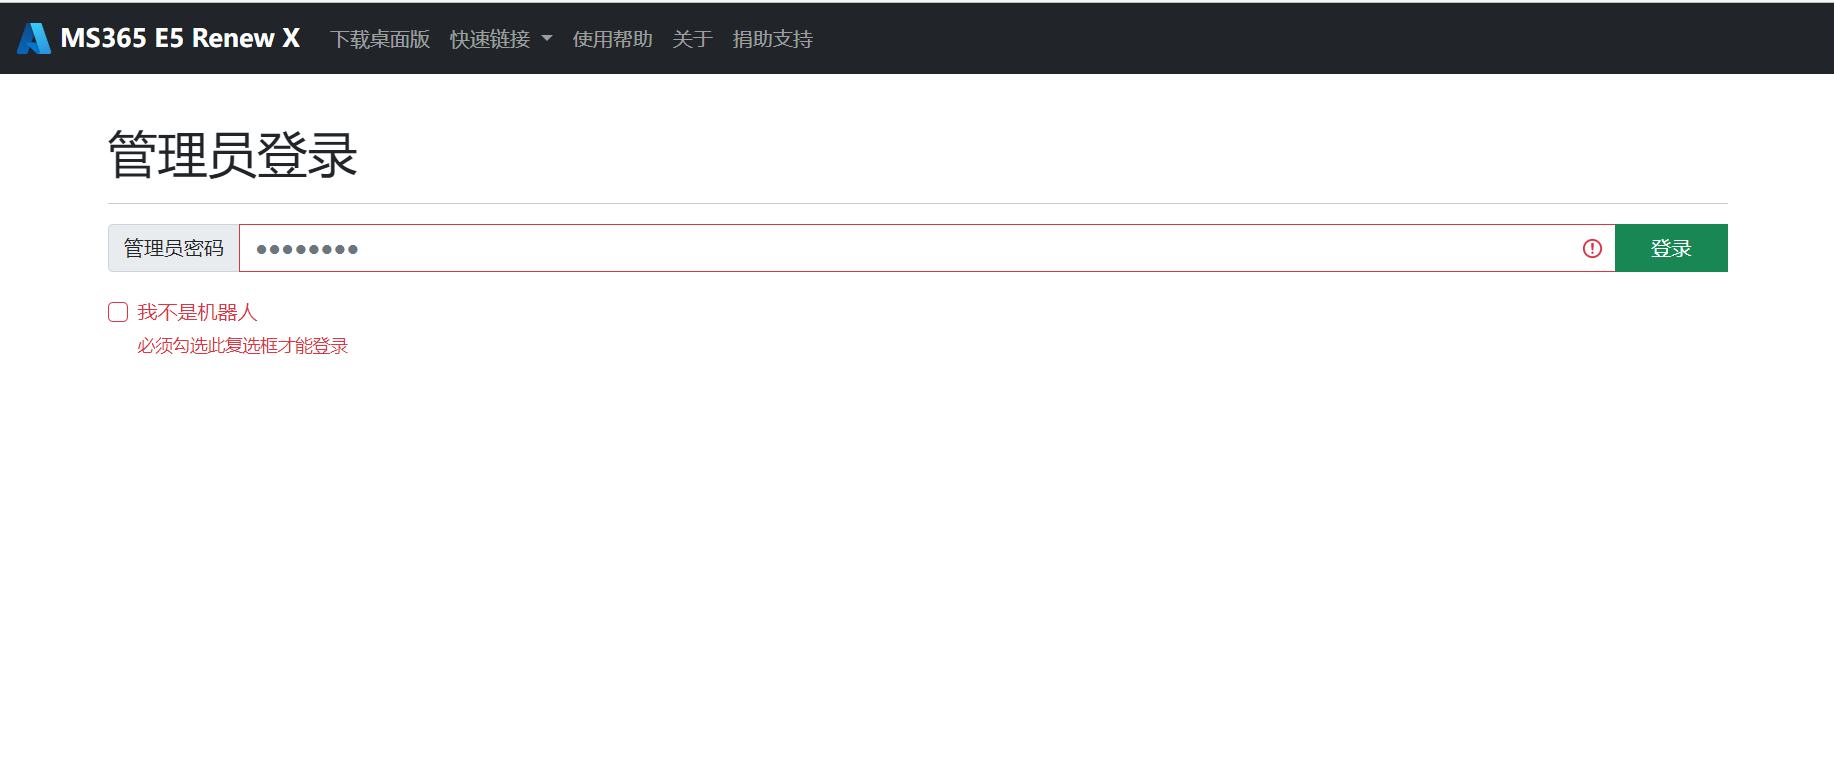 MS365 E5 Renew X 下载桌面版 快速链接 使用帮助 关于 捐助支持
管理员登录
管理员密码 ●●●●●●●● 登录
我不是机器人
必须勾选此复选框才能登录